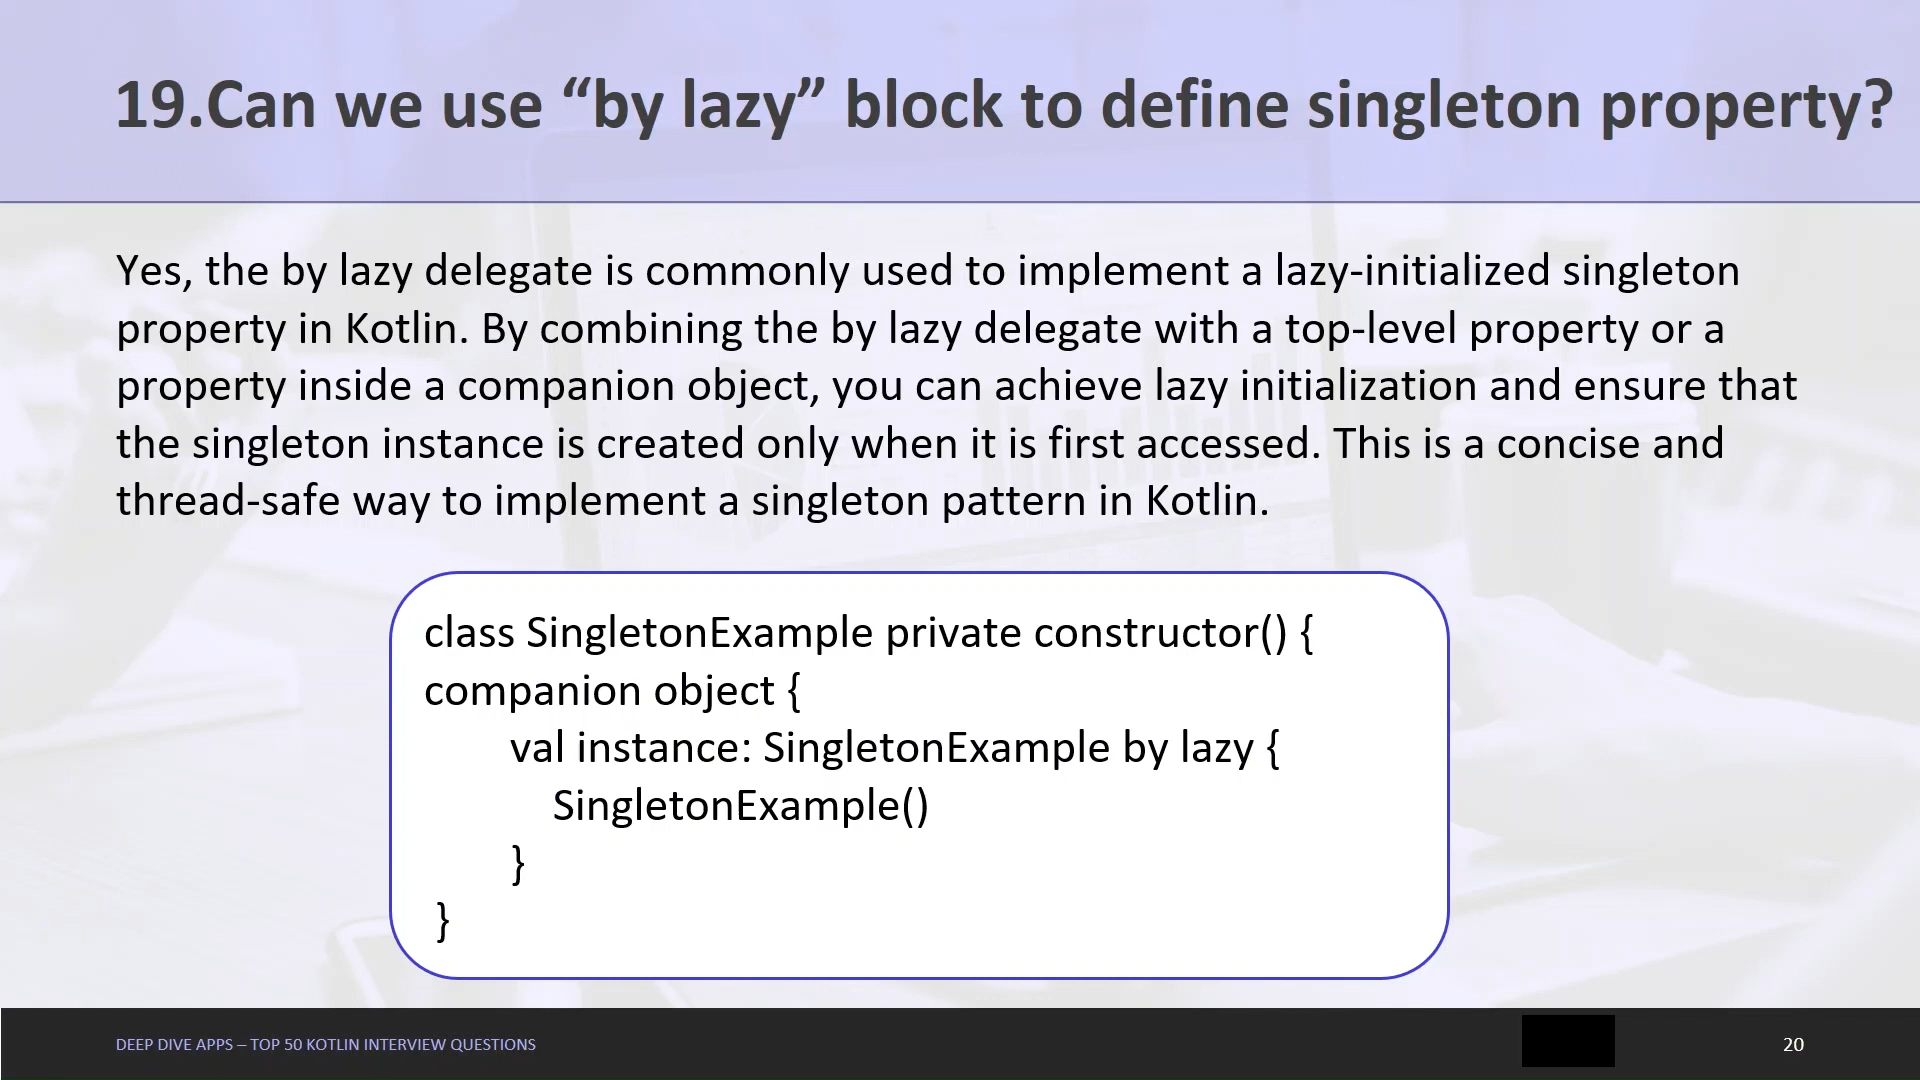 19.Can we use “by lazy” block to define singleton property?
Yes, the by lazy delegate is commonly used to implement a lazy-initialized singleton
property in Kotlin. By combining the by lazy delegate with a top-level property or a
property inside a companion object, you can achieve lazy initialization and ensure that
the singleton instance is created only when it is first accessed. This is a concise and
thread-safe way to implement a singleton pattern in Kotlin.
class SingletonExample private constructor() {
companion object {
val instance: SingletonExample by lazy {
SingletonExample()
}
}
DEEP DIVE APPS – TOP 50 KOTLIN INTERVIEW QUESTIONS
20